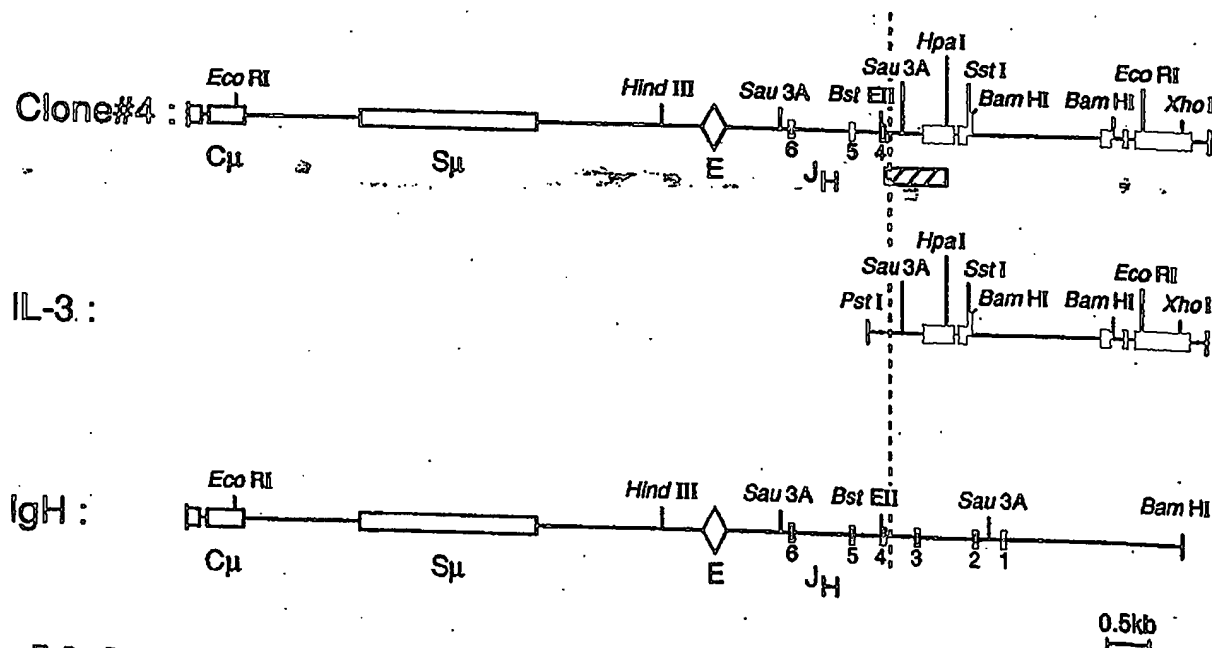 Hpa I
Eco RI Hind III Sau 3A Bst EII Sau 3A Sst I Eco RI
Clone#4 : Bam HI Bam HI Xho I
6 5 4
Cμ Sμ E JH
Hpa I
Sau 3A Sst I Eco RI
IL-3 : Pst I Bam HI Bam HI Xho I
Eco RI Hind III Sau 3A Bst EII Sau 3A Bam HI
IgH :
6 5 4 3 2 1
Cμ Sμ E JH
0.5kb